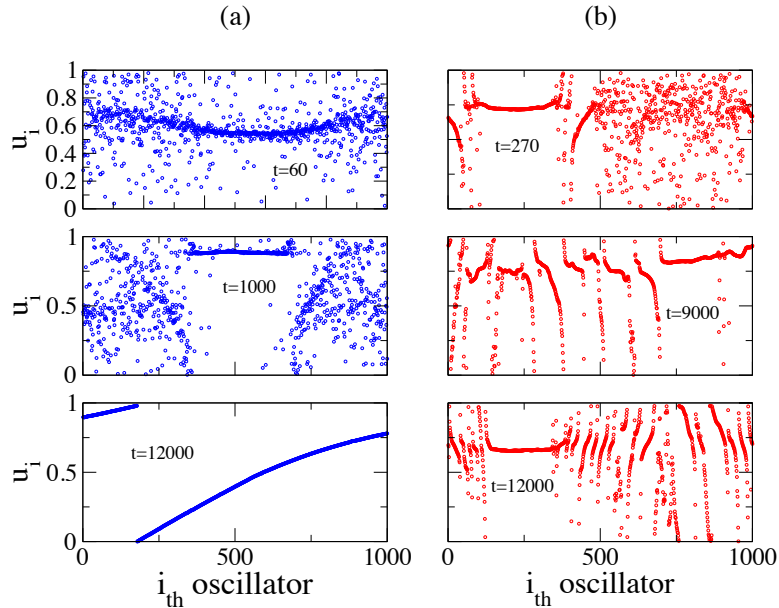 (a) (b)
1
0.8
0.6
0.4
0.2
0
u_i
t=60
t=270
1
0.5
0
u_i
t=1000
t=9000
1
0.5
0
u_i
t=12000
t=12000
0 500 1000 0 500 1000
i_th oscillator i_th oscillator